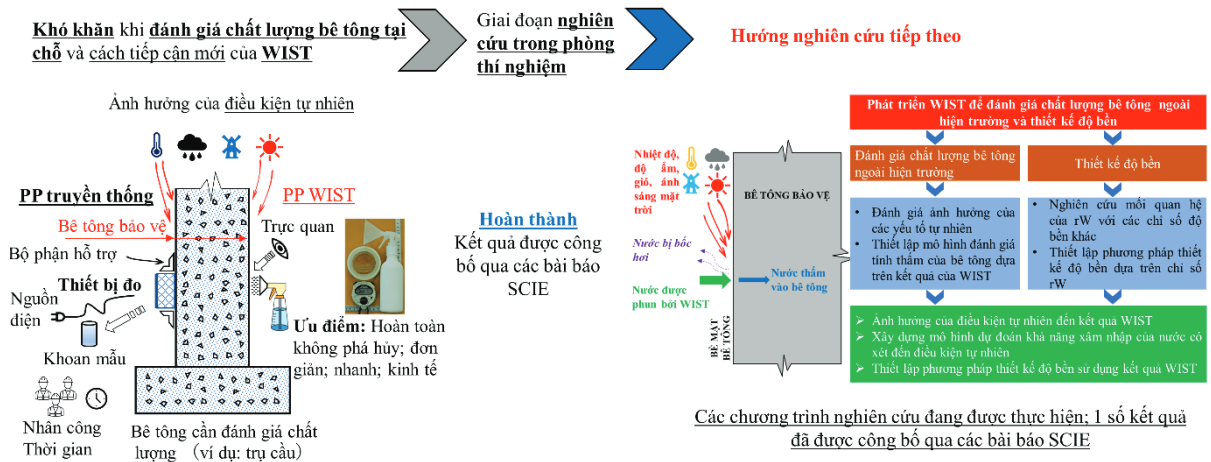 Khó khăn khi đánh giá chất lượng bê tông tại
chỗ và cách tiếp cận mới của WIST
Giai đoạn nghiên
cứu trong phòng
thí nghiệm
Hướng nghiên cứu tiếp theo
Ảnh hưởng của điều kiện tự nhiên
PP truyền thống
PP WIST
Bê tông bảo vệ
Trực quan
Bộ phận hỗ trợ
Thiết bị đo
Nguồn
điện
Khoan mẫu
Ưu điểm: Hoàn toàn
không phá hủy; đơn
giản; nhanh; kinh tế
Nhân công
Thời gian
Bê tông cần đánh giá chất
lượng (ví dụ: trụ cầu)
Hoàn thành
Kết quả được công
bố qua các bài báo
SCIE
Nhiệt độ,
độ ẩm,
gió, ánh
sáng mặt
trời
BÊ TÔNG BẢO VỆ
Nước bị bốc
hơi
Nước thấm
vào bê tông
Nước được
phun bởi WIST
BỀ MẶT
BÊ TÔNG
Phát triển WIST để đánh giá chất lượng bê tông ngoài
hiện trường và thiết kế độ bền
Đánh giá chất lượng bê tông
ngoài hiện trường
Thiết kế độ bền
• Đánh giá ảnh hưởng của
các yếu tố tự nhiên
• Thiết lập mô hình đánh giá
tính thấm của bê tông dựa
trên kết quả của WIST
• Nghiên cứu mối quan hệ
của rW với các chỉ số độ
bền khác
• Thiết lập phương pháp thiết
kế độ bền dựa trên chỉ số
rW
➢ Ảnh hưởng của điều kiện tự nhiên đến kết quả WIST
➢ Xây dựng mô hình dự đoán khả năng xâm nhập của nước có
xét đến điều kiện tự nhiên
➢ Thiết lập phương pháp thiết kế độ bền sử dụng kết quả WIST
Các chương trình nghiên cứu đang được thực hiện; 1 số kết quả
đã được công bố qua các bài báo SCIE